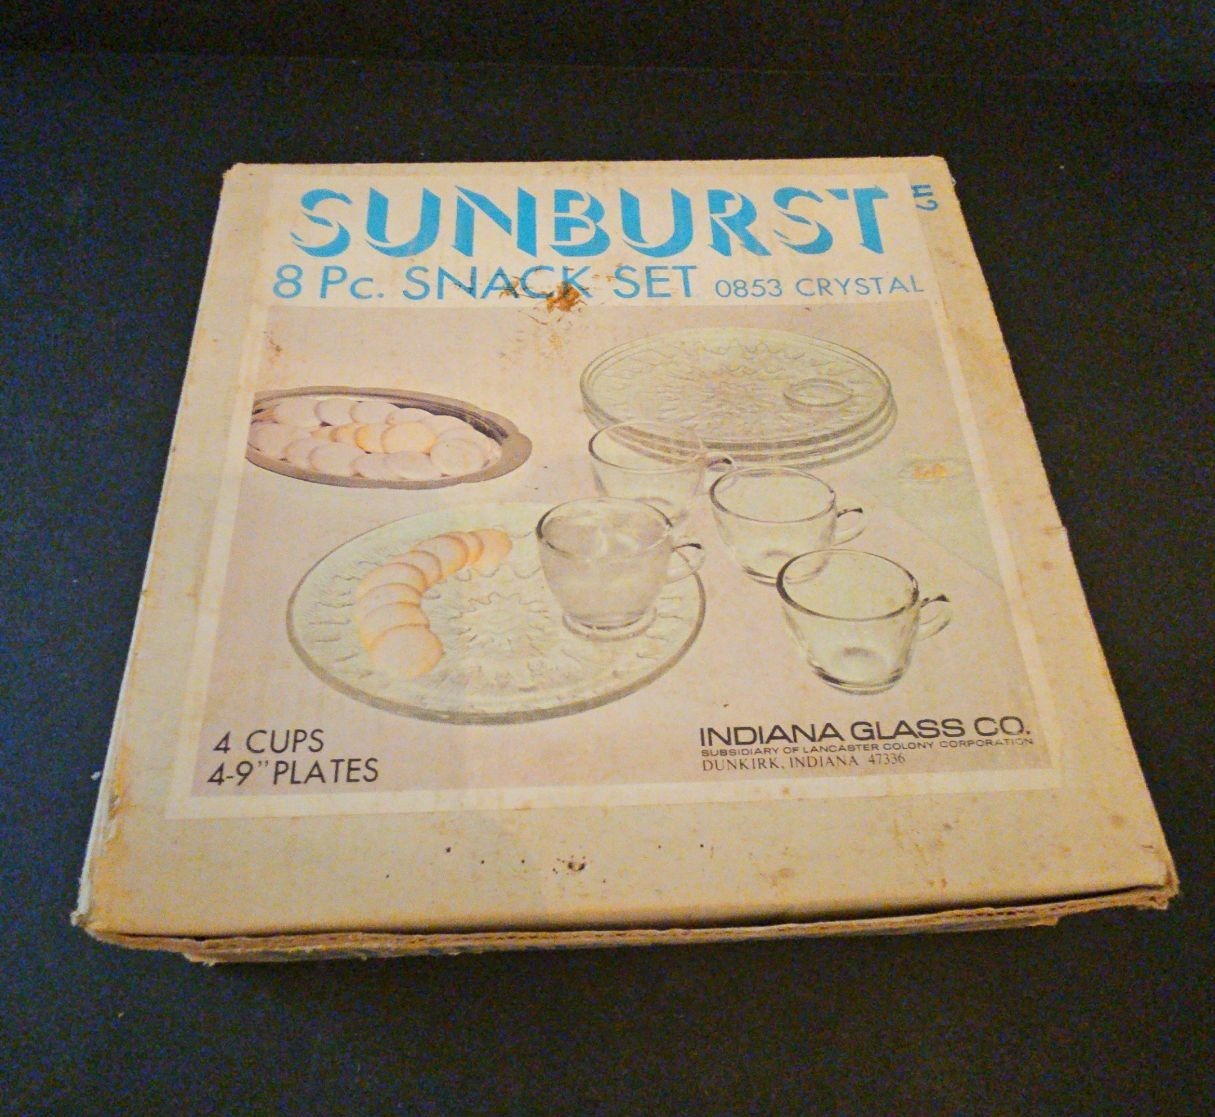 SUNBURST
8 Pc. SNACK SET 0853 CRYSTAL
4 CUPS
4-9" PLATES
INDIANA GLASS CO.
SUBSIDIARY OF LANCASTER COLONY CORPORATION
DUNKIRK, INDIANA 47336